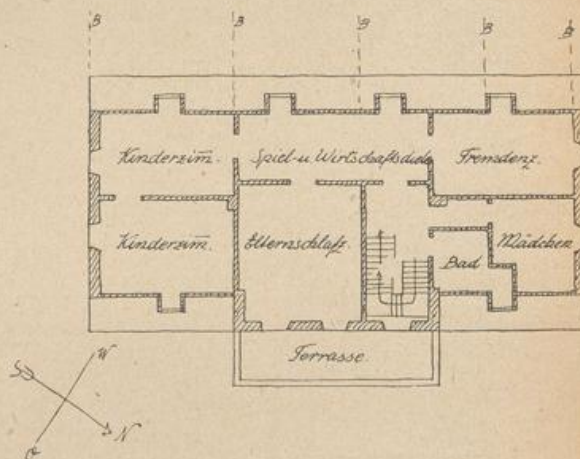 B B B B B
Kinderzim̄. Spiel- u. Wirtschaftsdiele Fremdenz.
Kinderzim̄. Elternschlafz. Bad Mädchen
Terrasse.
S W
O N